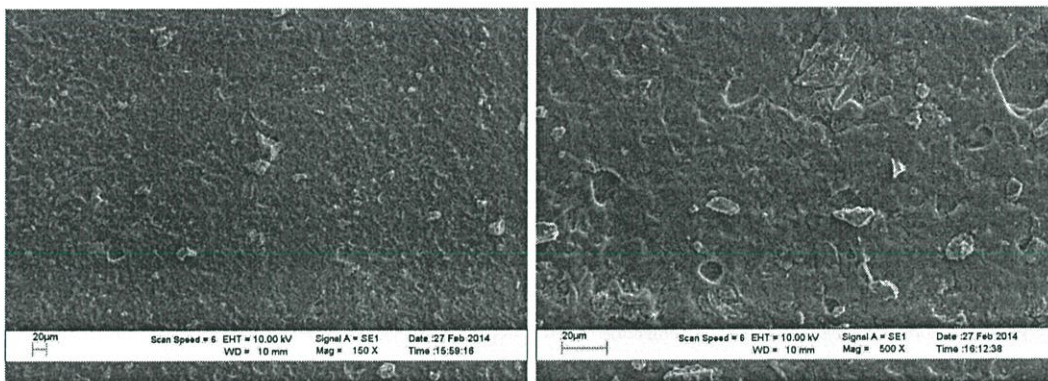 20µm
Scan Speed = 6 EHT = 10.00 kV Signal A = SE1 Date :27 Feb 2014
WD = 10 mm Mag = 150 X Time :15:59:16
20µm
Scan Speed = 6 EHT = 10.00 kV Signal A = SE1 Date :27 Feb 2014
WD = 10 mm Mag = 500 X Time :16:12:38